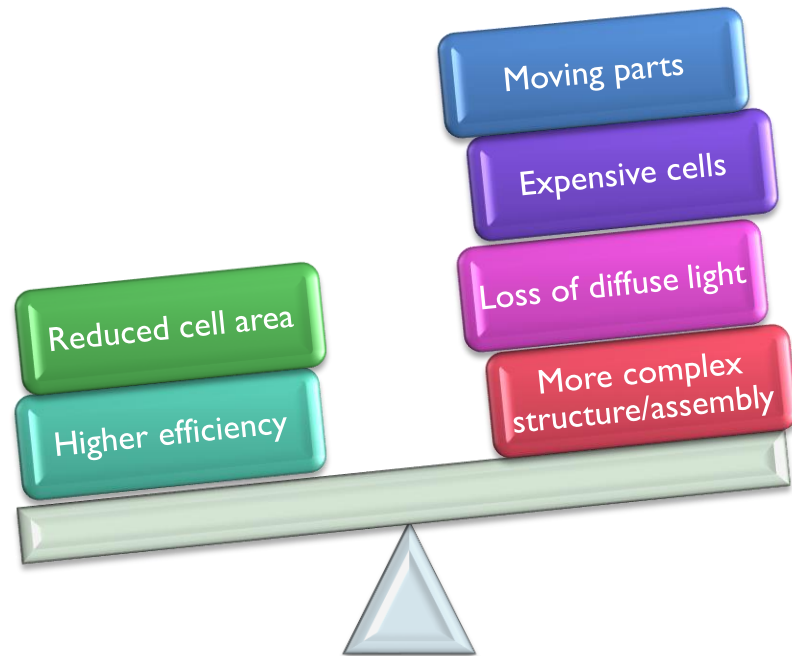 Moving parts
Expensive cells
Loss of diffuse light
More complex
structure/assembly
Reduced cell area
Higher efficiency